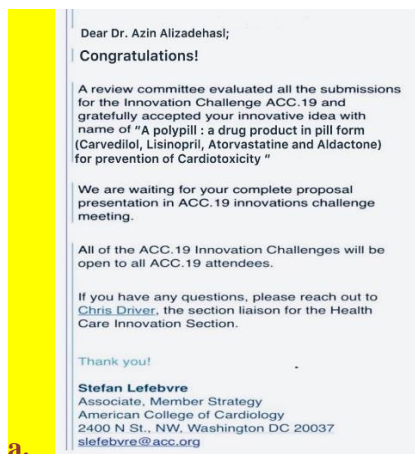 Dear Dr. Azin Alizadehasl;
Congratulations!
A review committee evaluated all the submissions
for the Innovation Challenge ACC.19 and
gratefully accepted your innovative idea with
name of "A polypill : a drug product in pill form
(Carvedilol, Lisinopril, Atorvastatine and Aldactone)
for prevention of Cardiotoxicity "
We are waiting for your complete proposal
presentation in ACC.19 innovations challenge
meeting.
All of the ACC.19 Innovation Challenges will be
open to all ACC.19 attendees.
If you have any questions, please reach out to
Chris Driver, the section liaison for the Health
Care Innovation Section.
Thank you!
Stefan Lefebvre
Associate, Member Strategy
American College of Cardiology
2400 N St., NW, Washington DC 20037
slefebvre@acc.org
a.